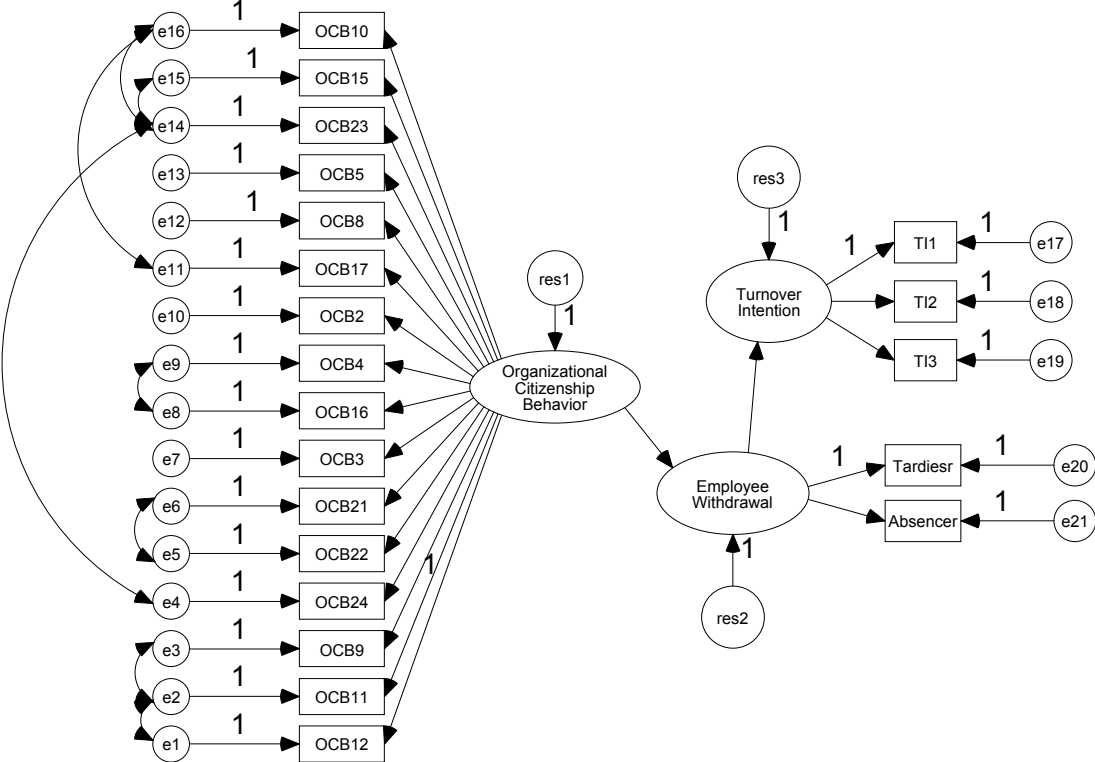 1
e16
OCB10
1
e15
OCB15
1
e14
OCB23
1
e13
OCB5
1
e12
OCB8
1
e11
OCB17
1
e10
OCB2
1
e9
OCB4
1
e8
OCB16
1
e7
OCB3
1
e6
OCB21
1
e5
OCB22
1
e4
OCB24
1
e3
OCB9
1
e2
OCB11
1
e1
OCB12
1
res1
1
Organizational
Citizenship
Behavior
res3
1
Turnover
Intention
1
TI1
1
e17
TI2
1
e18
TI3
1
e19
Employee
Withdrawal
1
res2
1
Tardiesr
1
e20
Absencer
1
e21